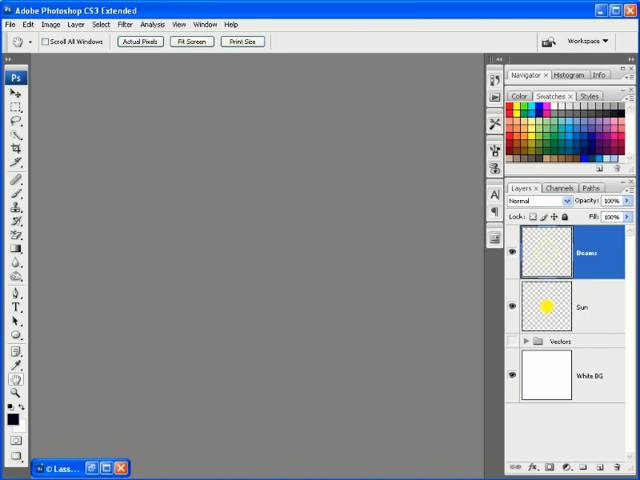 Adobe Photoshop CS3 Extended
File Edit Image Layer Select Filter Analysis View Window Help
Scroll All Windows Actual Pixels Fit Screen Print Size Workspace
Ps
Navigator × Histogram Info
Color Swatches × Styles
Layers × Channels Paths
Normal Opacity: 100%
Lock: Fill: 100%
Beams
Sun
Vectors
White BG
© Lass...